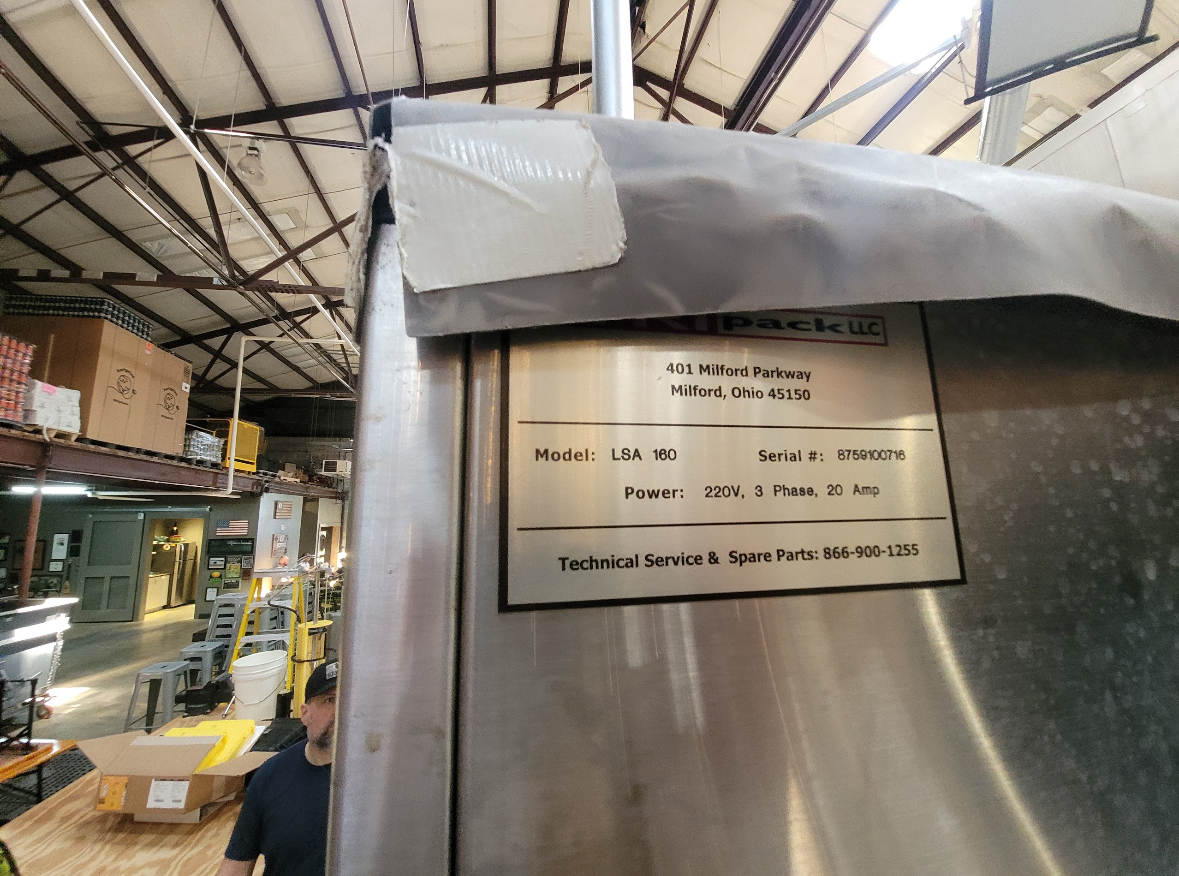 pack LLC
401 Milford Parkway
Milford, Ohio 45150
Model: LSA 160 Serial #: 8759100716
Power: 220V, 3 Phase, 20 Amp
Technical Service & Spare Parts: 866-900-1255